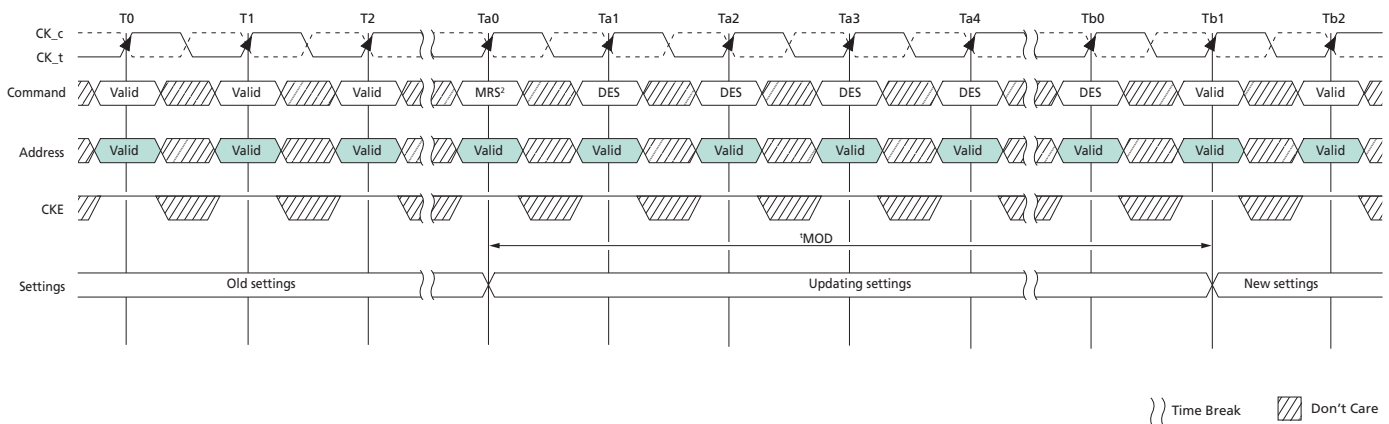 T0 T1 T2 Ta0 Ta1 Ta2 Ta3 Ta4 Tb0 Tb1 Tb2
CK_c
CK_t
Command Valid Valid Valid MRS² DES DES DES DES DES Valid Valid
Address Valid Valid Valid Valid Valid Valid Valid Valid Valid Valid Valid
CKE
ᵗMOD
Settings Old settings Updating settings New settings
Time Break Don’t Care